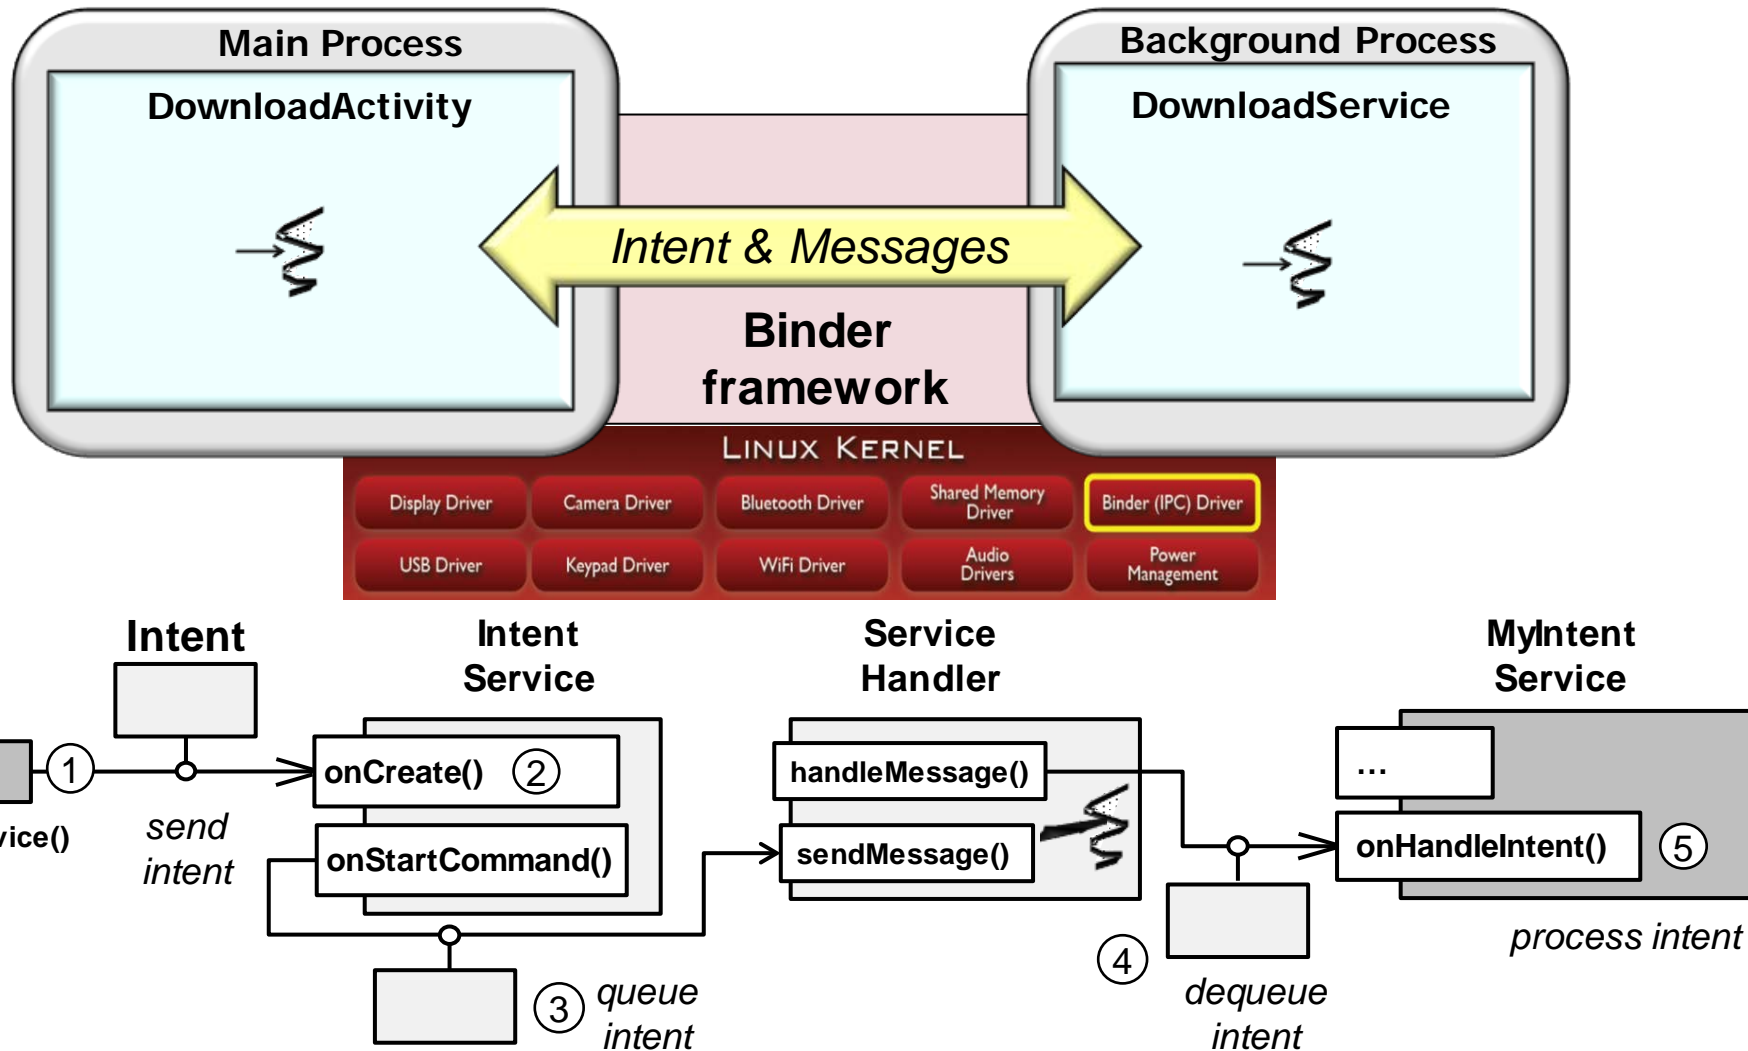 Main Process
DownloadActivity
Background Process
DownloadService
Intent & Messages
Binder
framework
LINUX KERNEL
Display Driver
Camera Driver
Bluetooth Driver
Shared Memory
Driver
Binder (IPC) Driver
USB Driver
Keypad Driver
WiFi Driver
Audio
Drivers
Power
Management
Intent
Intent
Service
Service
Handler
MyIntent
Service
1
vice()
send
intent
onCreate()
2
onStartCommand()
3
queue
intent
handleMessage()
sendMessage()
4
dequeue
intent
...
onHandleIntent()
5
process intent